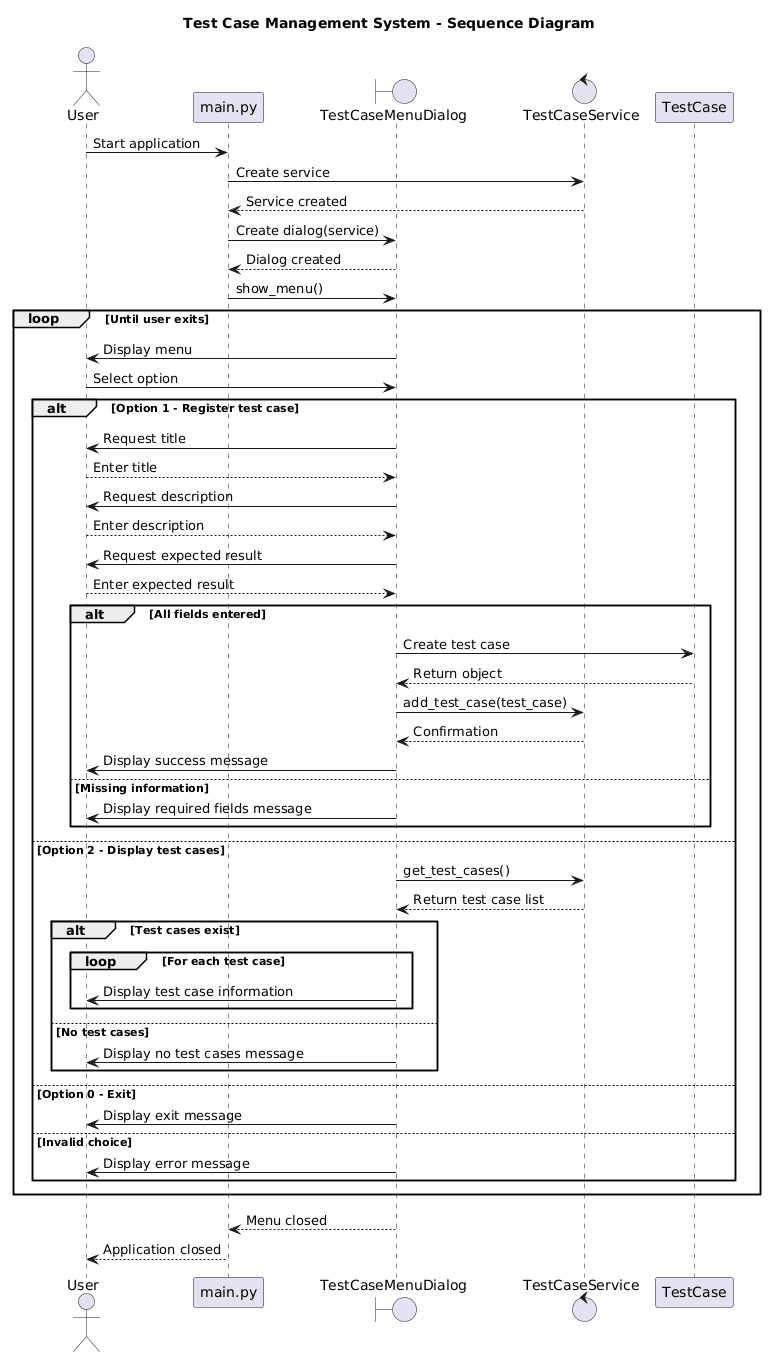 Test Case Management System - Sequence Diagram
User
main.py
TestCaseMenuDialog
TestCaseService
TestCase
Start application
Create service
Service created
Create dialog(service)
Dialog created
show_menu()
loop [Until user exits]
Display menu
Select option
alt [Option 1 - Register test case]
Request title
Enter title
Request description
Enter description
Request expected result
Enter expected result
alt [All fields entered]
Create test case
Return object
add_test_case(test_case)
Confirmation
Display success message
[Missing information]
Display required fields message
[Option 2 - Display test cases]
get_test_cases()
Return test case list
alt [Test cases exist]
loop [For each test case]
Display test case information
[No test cases]
Display no test cases message
[Option 0 - Exit]
Display exit message
[Invalid choice]
Display error message
Menu closed
Application closed
User
main.py
TestCaseMenuDialog
TestCaseService
TestCase